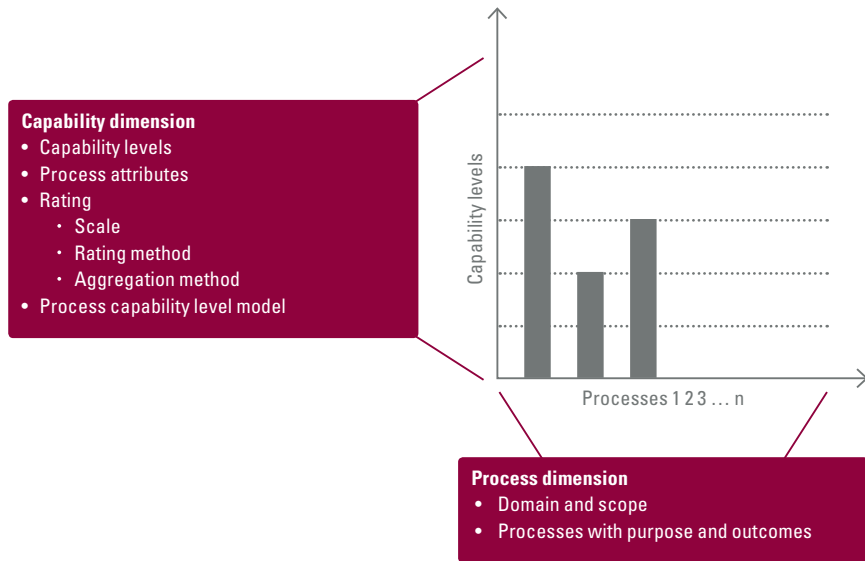 Capability dimension
• Capability levels
• Process attributes
• Rating
• Scale
• Rating method
• Aggregation method
• Process capability level model
Capability levels
Processes 1 2 3 … n
Process dimension
• Domain and scope
• Processes with purpose and outcomes